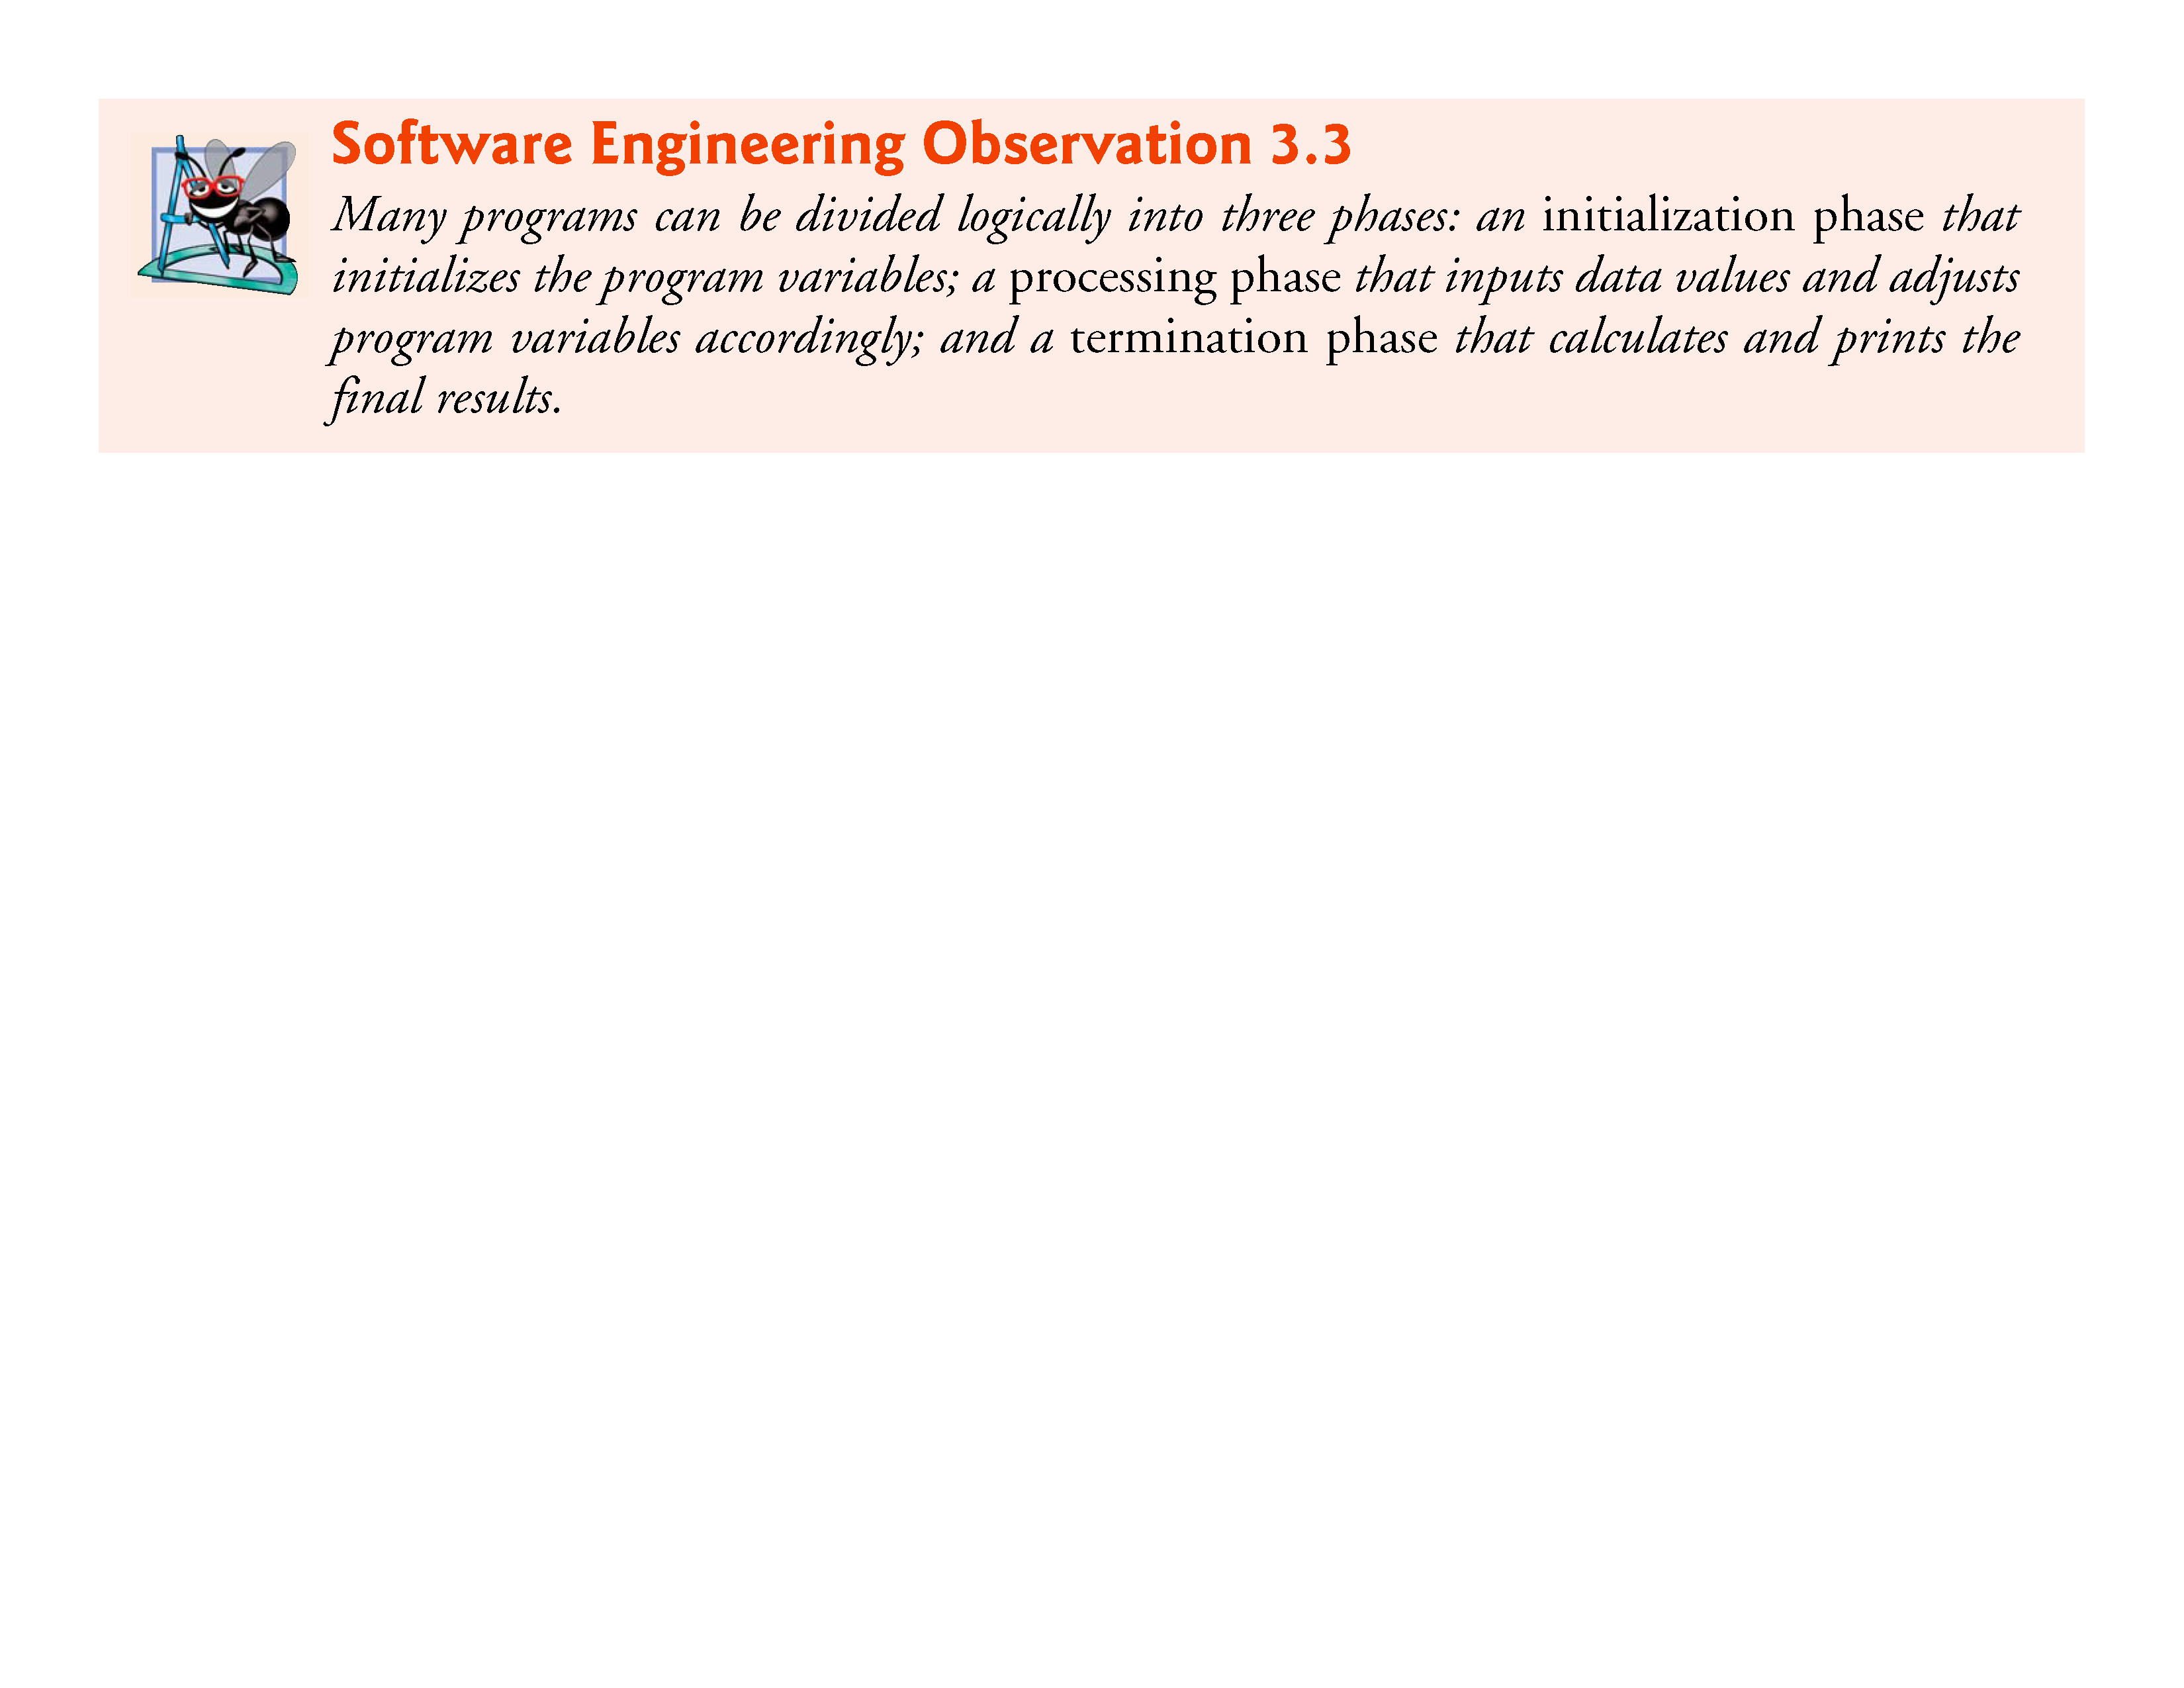 Software Engineering Observation 3.3
Many programs can be divided logically into three phases: an initialization phase that
initializes the program variables; a processing phase that inputs data values and adjusts
program variables accordingly; and a termination phase that calculates and prints the
final results.